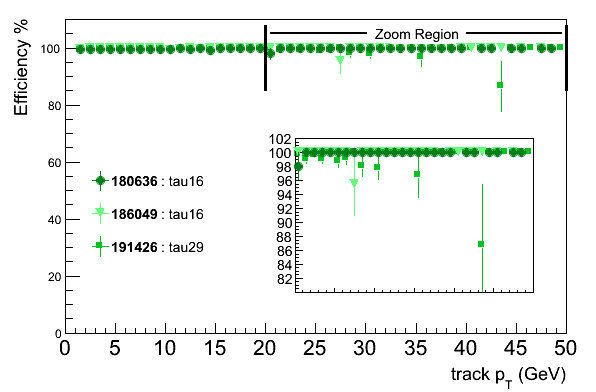 Efficiency %
100
80
60
40
20
0
Zoom Region
180636 : tau16
186049 : tau16
191426 : tau29
102
100
98
96
94
92
90
88
86
84
82
0 5 10 15 20 25 30 35 40 45 50
track pT (GeV)